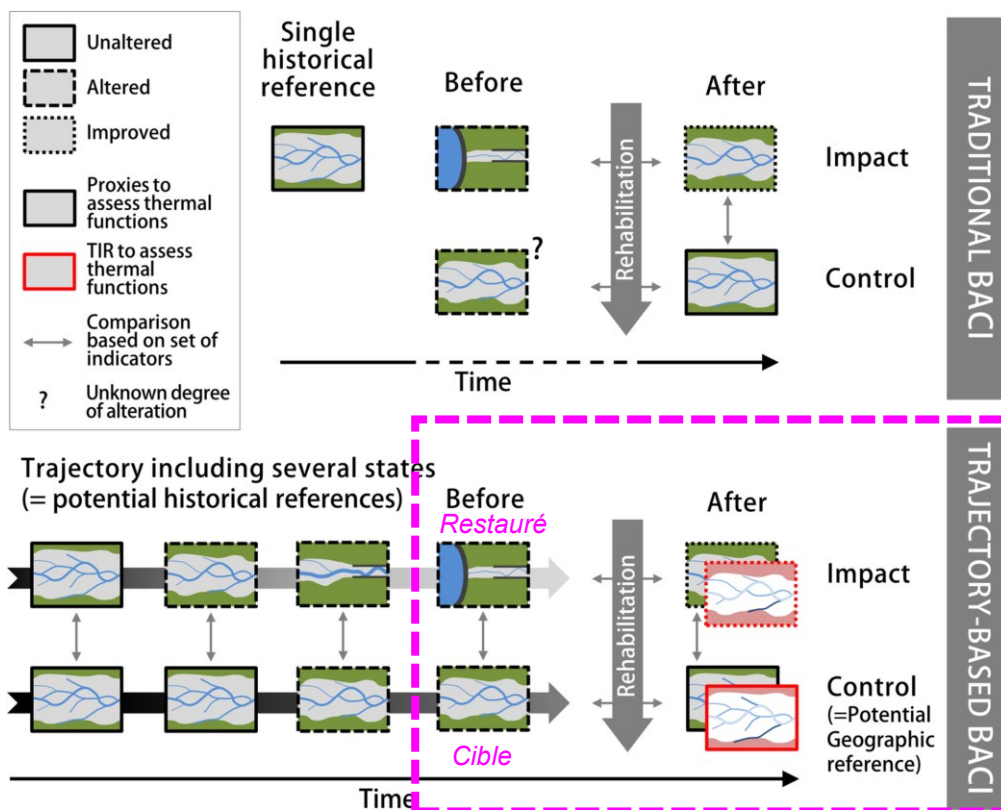 Unaltered
Altered
Improved
Proxies to
assess thermal
functions
TIR to assess
thermal
functions
Comparison
based on set of
indicators
?
Unknown degree
of alteration
Single
historical
reference
Before
After
Rehabilitation
Impact
?
Control
Time
TRADITIONAL BACI
Trajectory including several states
(= potential historical references)
Before
Restauré
After
Rehabilitation
Impact
Control
(=Potential
Geographic
reference)
Cible
Time
TRAJECTORY-BASED BACI